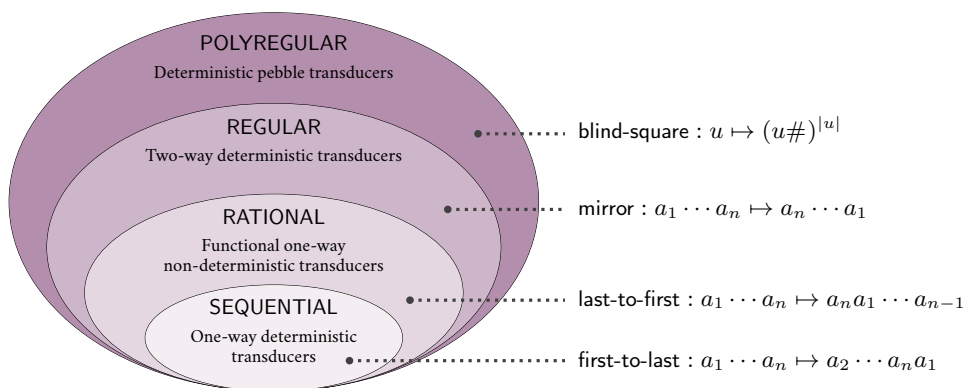 POLYREGULAR
Deterministic pebble transducers
REGULAR
Two-way deterministic transducers
RATIONAL
Functional one-way
non-deterministic transducers
SEQUENTIAL
One-way deterministic
transducers
blind-square : u ↦ (u#)^{|u|}
mirror : a_1 ⋯ a_n ↦ a_n ⋯ a_1
last-to-first : a_1 ⋯ a_n ↦ a_n a_1 ⋯ a_{n−1}
first-to-last : a_1 ⋯ a_n ↦ a_2 ⋯ a_n a_1